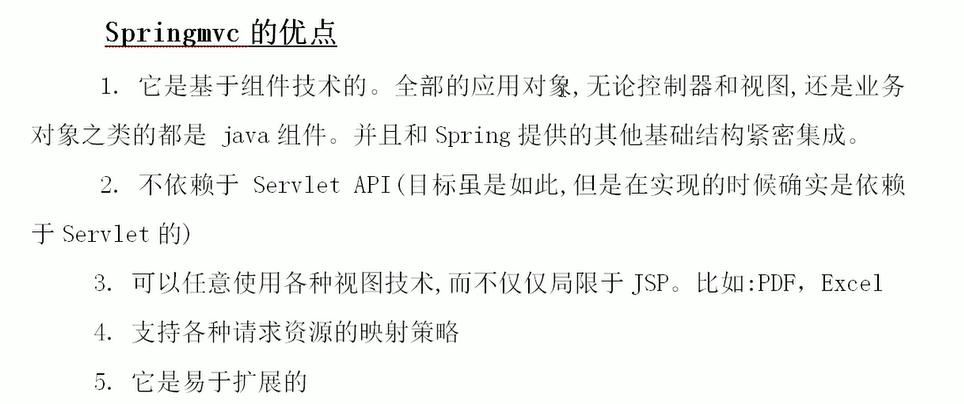 Springmvc 的优点
1. 它是基于组件技术的。全部的应用对象,无论控制器和视图,还是业务
对象之类的都是 java 组件。并且和 Spring 提供的其他基础结构紧密集成。
2. 不依赖于 Servlet API(目标虽是如此,但是在实现的时候确实是依赖
于 Servlet 的)
3. 可以任意使用各种视图技术,而不仅仅局限于 JSP。比如:PDF，Excel
4. 支持各种请求资源的映射策略
5. 它是易于扩展的